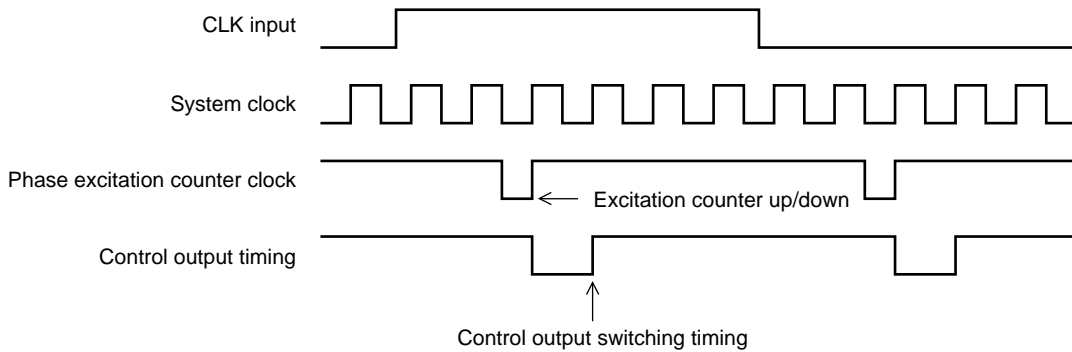 CLK input
System clock
Phase excitation counter clock
Excitation counter up/down
Control output timing
Control output switching timing